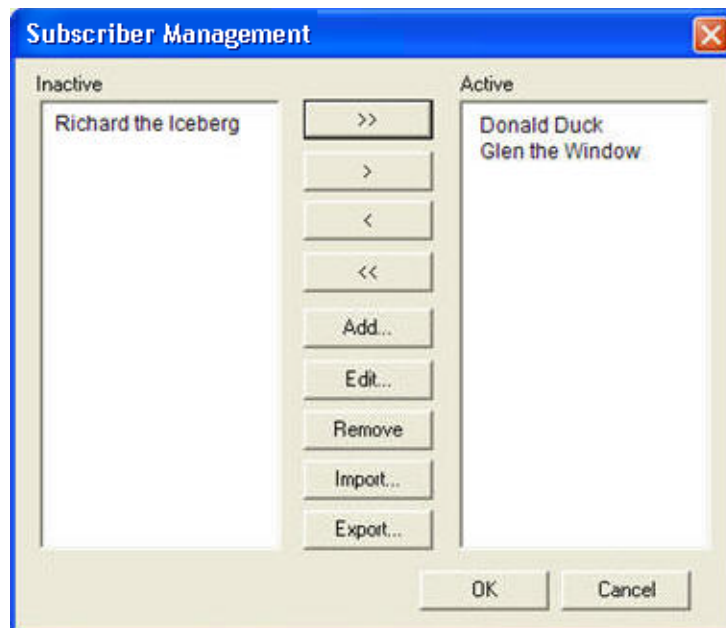 Subscriber Management
Inactive
Active
Richard the Iceberg
Donald Duck
Glen the Window
>>
>
<
<<
Add...
Edit...
Remove
Import...
Export...
OK
Cancel